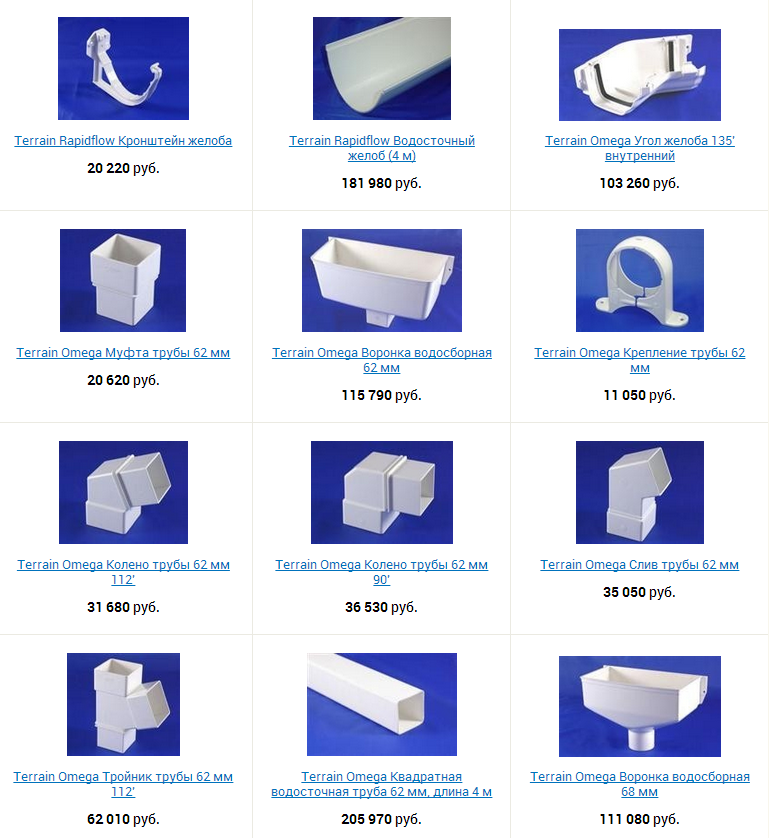 Terrain Rapidflow Кронштейн желоба
20 220 руб.
Terrain Rapidflow Водосточный
желоб (4 м)
181 980 руб.
Terrain Omega Угол желоба 135'
внутренний
103 260 руб.
Terrain Omega Муфта трубы 62 мм
20 620 руб.
Terrain Omega Воронка водосборная
62 мм
115 790 руб.
Terrain Omega Крепление трубы 62
мм
11 050 руб.
Terrain Omega Колено трубы 62 мм
112'
31 680 руб.
Terrain Omega Колено трубы 62 мм
90'
36 530 руб.
Terrain Omega Слив трубы 62 мм
35 050 руб.
Terrain Omega Тройник трубы 62 мм
112'
62 010 руб.
Terrain Omega Квадратная
водосточная труба 62 мм, длина 4 м
205 970 руб.
Terrain Omega Воронка водосборная
68 мм
111 080 руб.